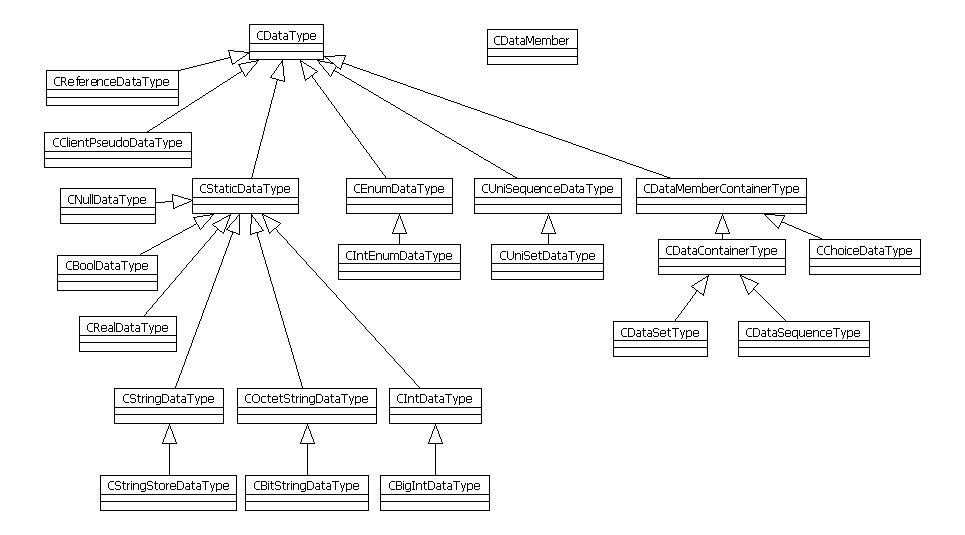 CDataType
CDataMember
CReferenceDataType
CClientPseudoDataType
CNullDataType
CStaticDataType
CEnumDataType
CUniSequenceDataType
CDataMemberContainerType
CBoolDataType
CIntEnumDataType
CUniSetDataType
CDataContainerType
CChoiceDataType
CRealDataType
CDataSetType
CDataSequenceType
CStringDataType
COctetStringDataType
CIntDataType
CStringStoreDataType
CBitStringDataType
CBigIntDataType